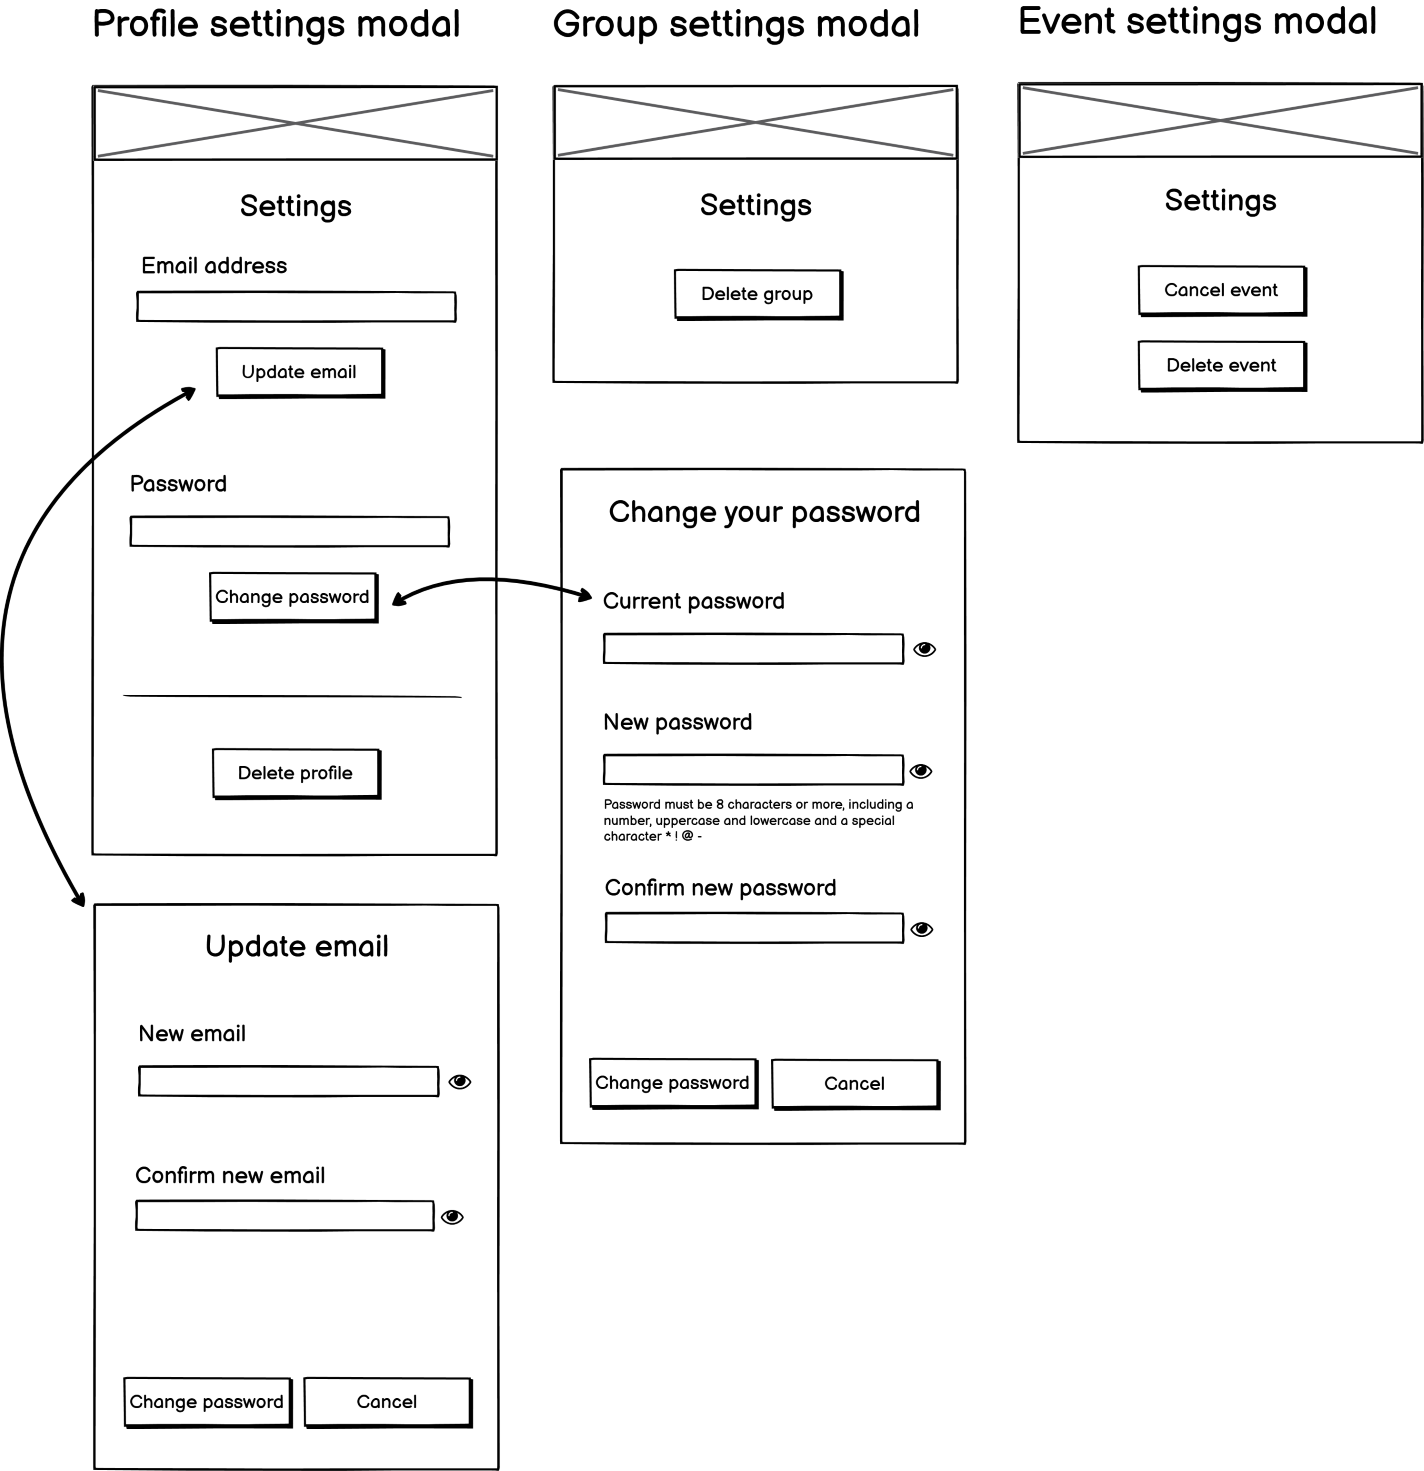 Profile settings modal
Settings
Email address
Update email
Password
Change password
Delete profile
Update email
New email
Confirm new email
Change password
Cancel
Group settings modal
Settings
Delete group
Change your password
Current password
New password
Password must be 8 characters or more, including a
number, uppercase and lowercase and a special
character * ! @ -
Confirm new password
Change password
Cancel
Event settings modal
Settings
Cancel event
Delete event